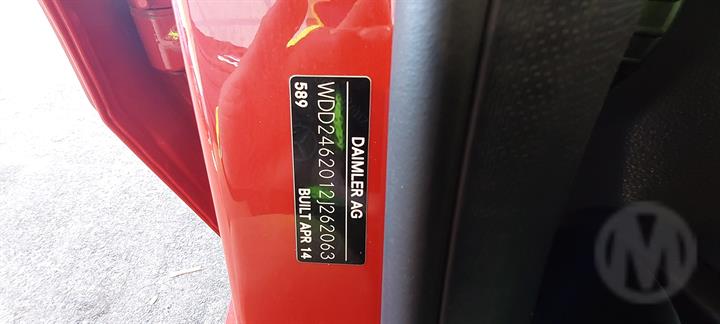 DAIMLER AG
WDD2462012J262063
589 BUILT APR 14
M